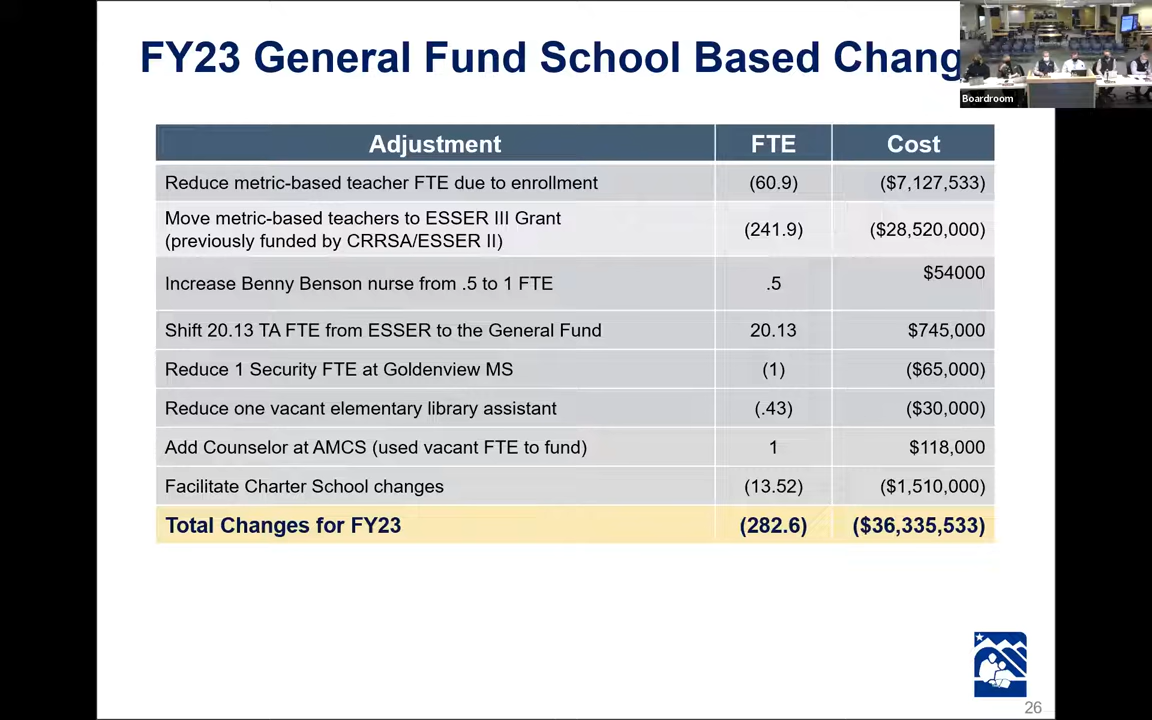 FY23 General Fund School Based Chang
Boardroom
Adjustment FTE Cost
Reduce metric-based teacher FTE due to enrollment (60.9) ($7,127,533)
Move metric-based teachers to ESSER III Grant
(previously funded by CRRSA/ESSER II) (241.9) ($28,520,000)
Increase Benny Benson nurse from .5 to 1 FTE .5 $54000
Shift 20.13 TA FTE from ESSER to the General Fund 20.13 $745,000
Reduce 1 Security FTE at Goldenview MS (1) ($65,000)
Reduce one vacant elementary library assistant (.43) ($30,000)
Add Counselor at AMCS (used vacant FTE to fund) 1 $118,000
Facilitate Charter School changes (13.52) ($1,510,000)
Total Changes for FY23 (282.6) ($36,335,533)
26